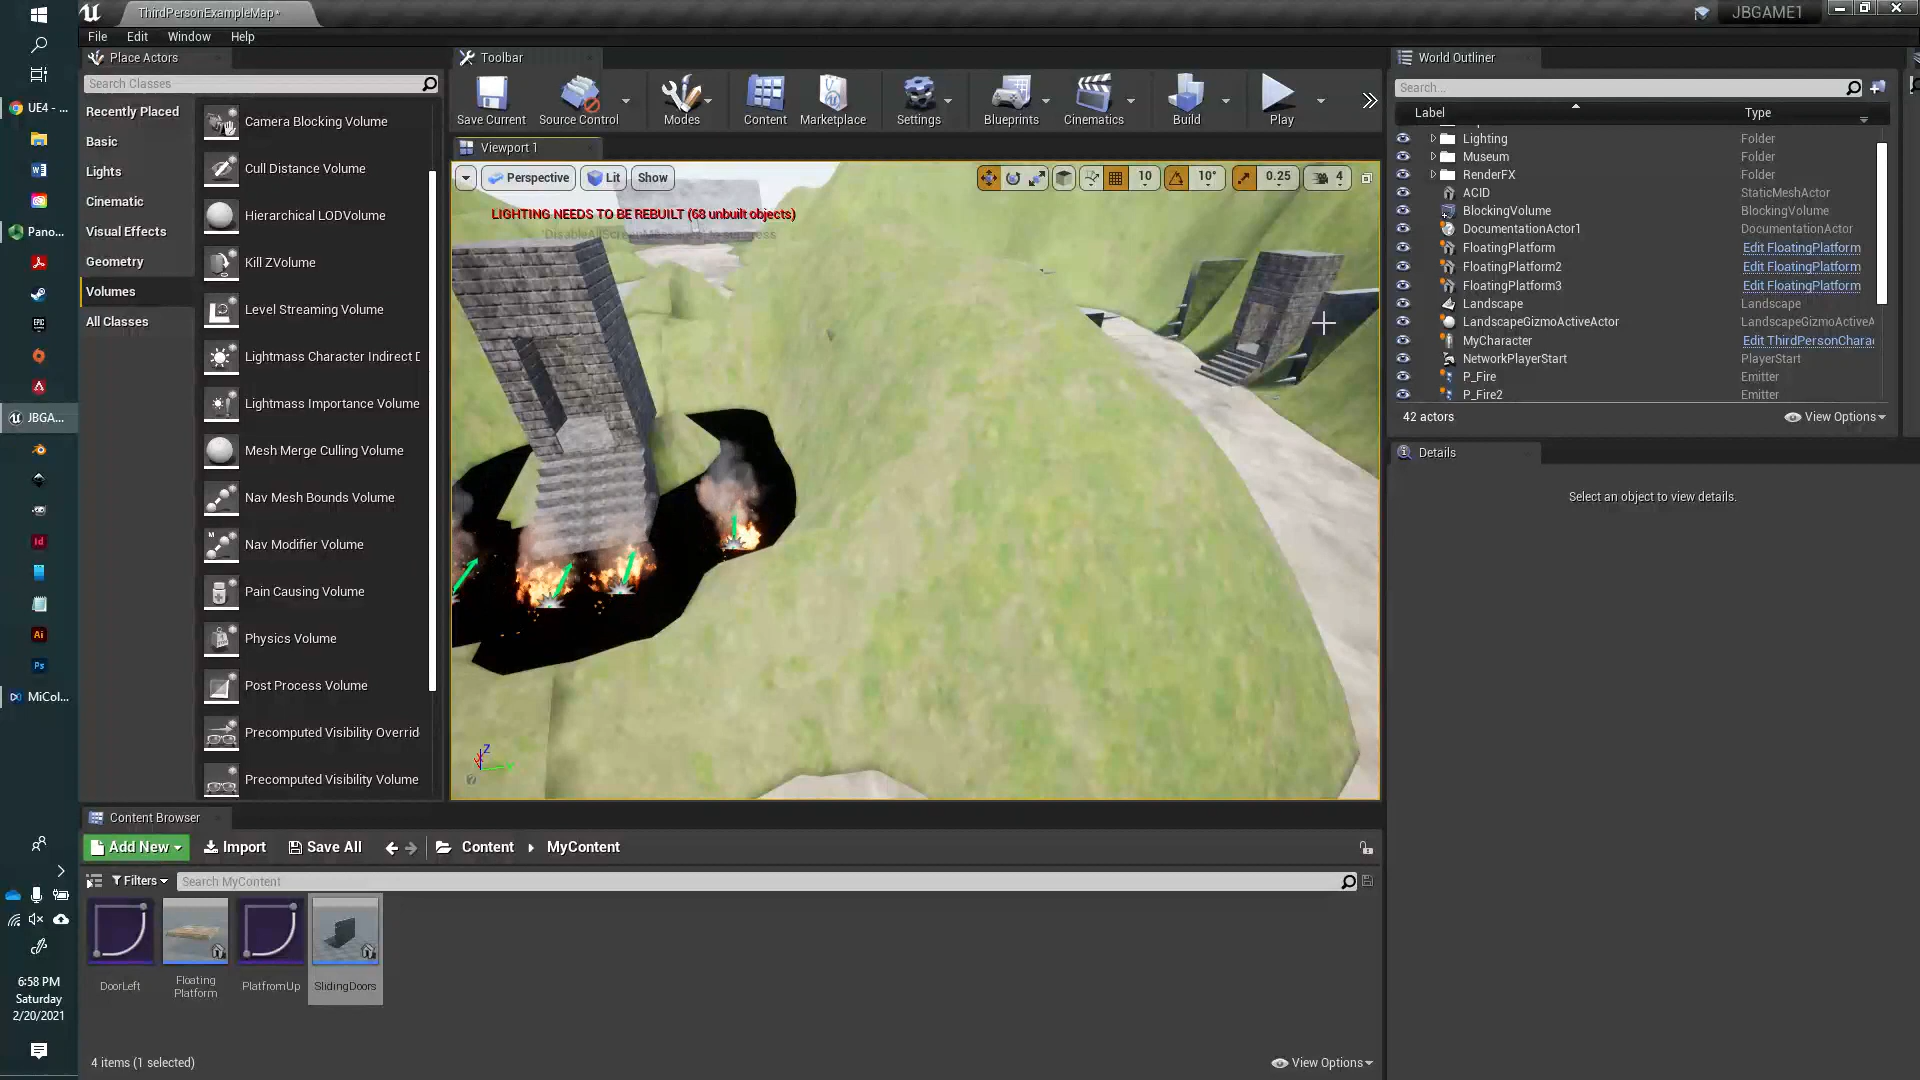 ThirdPersonExampleMap*
JBGAME1
File Edit Window Help
Place Actors
Search Classes
Recently Placed
Basic
Lights
Cinematic
Visual Effects
Geometry
Volumes
All Classes
Camera Blocking Volume
Cull Distance Volume
Hierarchical LODVolume
Kill ZVolume
Level Streaming Volume
Lightmass Character Indirect D
Lightmass Importance Volume
Mesh Merge Culling Volume
Nav Mesh Bounds Volume
Nav Modifier Volume
Pain Causing Volume
Physics Volume
Post Process Volume
Precomputed Visibility Overrid
Precomputed Visibility Volume
Toolbar
Save Current Source Control Modes Content Marketplace Settings Blueprints Cinematics Build Play
Viewport 1
Perspective Lit Show 10 10° 0.25 4
LIGHTING NEEDS TO BE REBUILT (68 unbuilt objects)
Z
World Outliner
Search...
Label Type
Lighting Folder
Museum Folder
RenderFX Folder
ACID StaticMeshActor
BlockingVolume BlockingVolume
DocumentationActor1 DocumentationActor
FloatingPlatform Edit FloatingPlatform
FloatingPlatform2 Edit FloatingPlatform
FloatingPlatform3 Edit FloatingPlatform
Landscape Landscape
LandscapeGizmoActiveActor LandscapeGizmoActiveA
MyCharacter Edit ThirdPersonChara
NetworkPlayerStart PlayerStart
P_Fire Emitter
P_Fire2 Emitter
42 actors View Options
Details
Select an object to view details.
Content Browser
Add New Import Save All Content MyContent
Filters Search MyContent
DoorLeft
Floating
Platform
PlatfromUp
SlidingDoors
4 items (1 selected) View Options
UE4 - ...
Pano...
EPIC
JBGA...
Id
Ai
Ps
MiCol...
6:58 PM
Saturday
2/20/2021